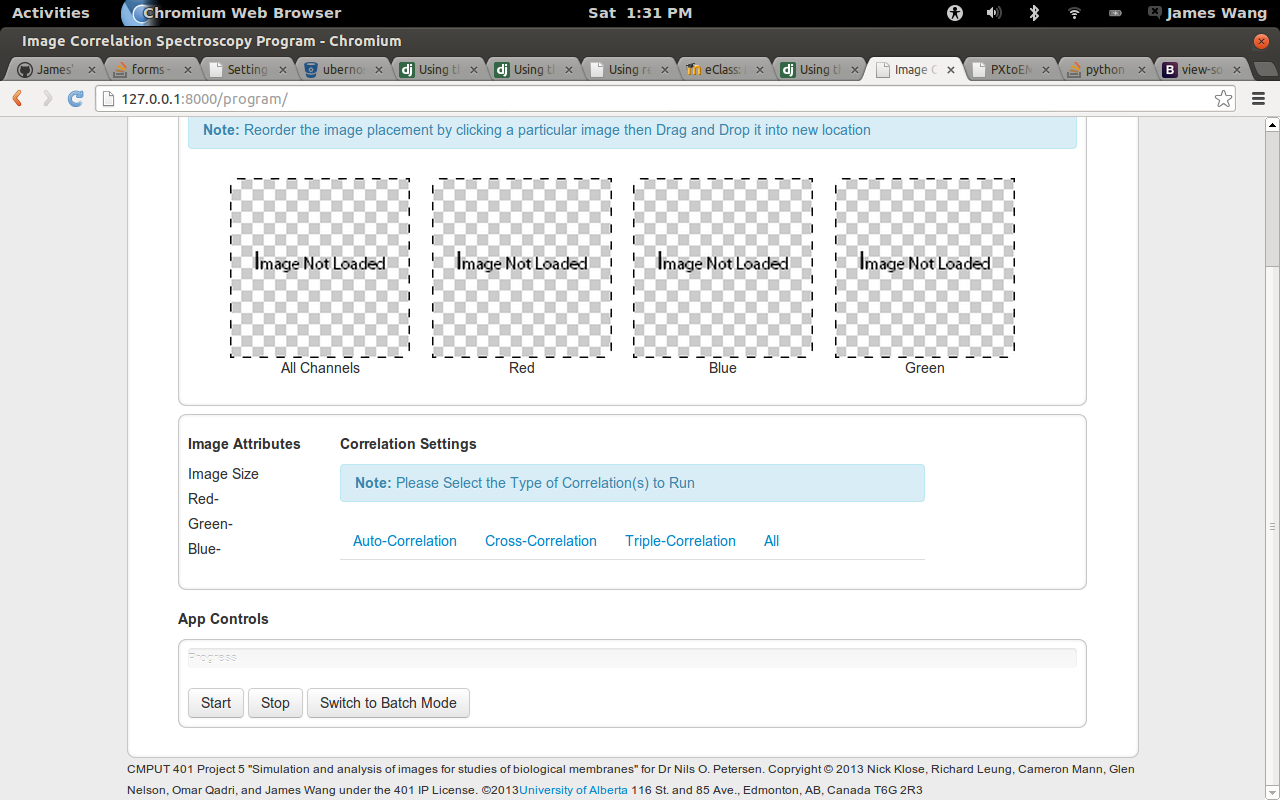 Activities Chromium Web Browser Sat 1:31 PM James Wang
Image Correlation Spectroscopy Program - Chromium
James' forms - Setting uberno Using t Using t Using r eClass: Using t Image C PXtoEM python view-so
127.0.0.1:8000/program/
Note: Reorder the image placement by clicking a particular image then Drag and Drop it into new location
Image Not Loaded Image Not Loaded Image Not Loaded Image Not Loaded
All Channels Red Blue Green
Image Attributes Correlation Settings
Image Size
Note: Please Select the Type of Correlation(s) to Run
Red-
Green-
Auto-Correlation Cross-Correlation Triple-Correlation All
Blue-
App Controls
Progress
Start Stop Switch to Batch Mode
CMPUT 401 Project 5 "Simulation and analysis of images for studies of biological membranes" for Dr Nils O. Petersen. Copryight © 2013 Nick Klose, Richard Leung, Cameron Mann, Glen
Nelson, Omar Qadri, and James Wang under the 401 IP License. ©2013University of Alberta 116 St. and 85 Ave., Edmonton, AB, Canada T6G 2R3